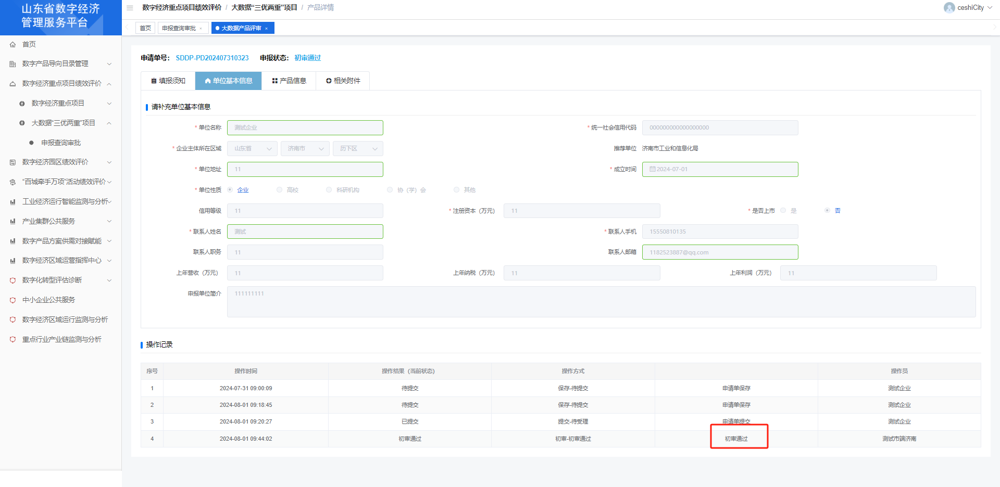 山东省数字经济
管理服务平台
数字经济重点项目绩效评价 / 大数据“三优两重”项目 / 产品详情
ceshiCity
首页
申报查询审批 ×
大数据产品评审 ×
首页
数字产品导向目录管理
数字经济重点项目绩效评价
数字经济重点项目
大数据“三优两重”项目
申报查询审批
数字经济园区绩效评价
“百城牵手万项”活动绩效评价
工业经济运行智能监测与分析
产业集群公共服务
数字产品方案供需对接赋能
数字经济区域运营指挥中心
数字化转型评估诊断
中小企业公共服务
数字经济区域运行监测与分析
重点行业产业链监测与分析
申请单号： SDDP-PD202407310323 申报状态： 初审通过
填报须知 单位基本信息 产品信息 相关附件
请补充单位基本信息
* 单位名称 测试企业 * 统一社会信用代码 000000000000000000
* 企业主体所在区域 山东省 济南市 历下区 推荐单位 济南市工业和信息化局
* 单位地址 11 * 成立时间 2024-07-01
* 单位性质 企业 高校 科研机构 协（学）会 其他
信用等级 11 * 注册资本（万元） 11 * 是否上市 是 否
* 联系人姓名 测试 * 联系人手机 15550810135
联系人职务 11 联系人邮箱 1182523887@qq.com
上年营收（万元） 11 上年纳税（万元） 11 上年利润（万元） 11
申报单位简介 111111111
操作记录
序号 操作时间 操作结果（当前状态) 操作方式 操作员
1 2024-07-31 09:00:09 待提交 保存-待提交 申请单保存 测试企业
2 2024-08-01 09:18:45 待提交 保存-待提交 申请单保存 测试企业
3 2024-08-01 09:20:27 已提交 提交-待受理 申请单提交 测试企业
4 2024-08-01 09:44:02 初审通过 初审-初审通过 初审通过 测试市端济南